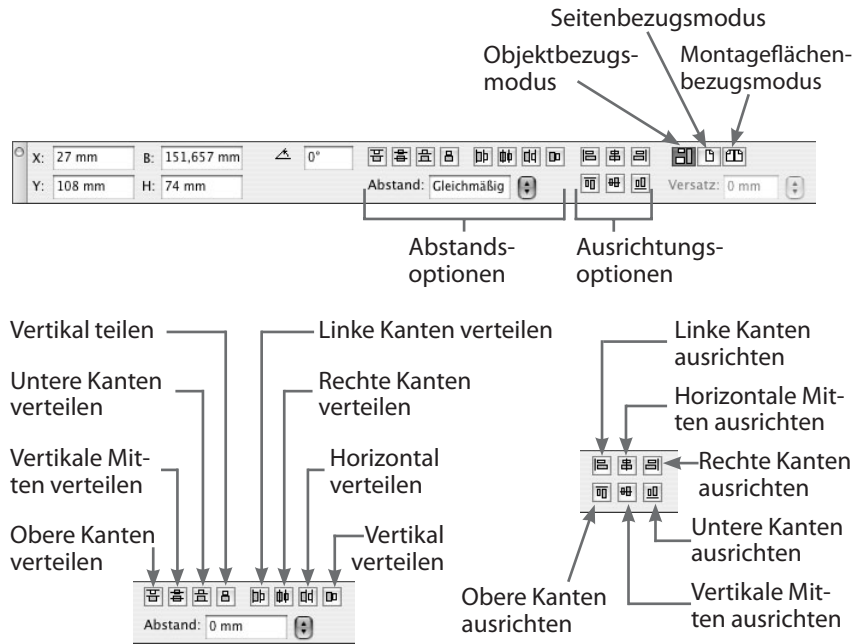 Seitenbezugsmodus
Objektbezugs-
modus
Montageflächen-
bezugsmodus
X: 27 mm B: 151,657 mm 0°
Y: 108 mm H: 74 mm Abstand: Gleichmäßig Versatz: 0 mm
Abstands-
optionen
Ausrichtungs-
optionen
Vertikal teilen
Untere Kanten
verteilen
Vertikale Mit-
ten verteilen
Obere Kanten
verteilen
Linke Kanten verteilen
Rechte Kanten
verteilen
Horizontal
verteilen
Vertikal
verteilen
Abstand: 0 mm
Linke Kanten
ausrichten
Horizontale Mit-
ten ausrichten
Rechte Kanten
ausrichten
Untere Kanten
ausrichten
Vertikale Mit-
ten ausrichten
Obere Kanten
ausrichten